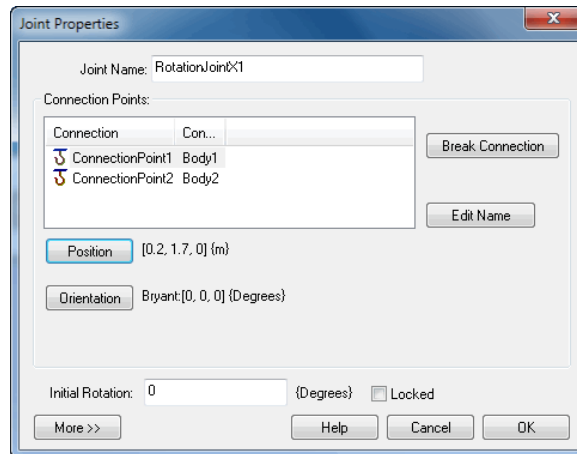 Joint Properties
Joint Name: RotationJointX1
Connection Points:
Connection Con...
ConnectionPoint1 Body1
ConnectionPoint2 Body2
Break Connection
Edit Name
Position [0.2, 1.7, 0] {m}
Orientation Bryant:[0, 0, 0] {Degrees}
Initial Rotation: 0 {Degrees} Locked
More >> Help Cancel OK